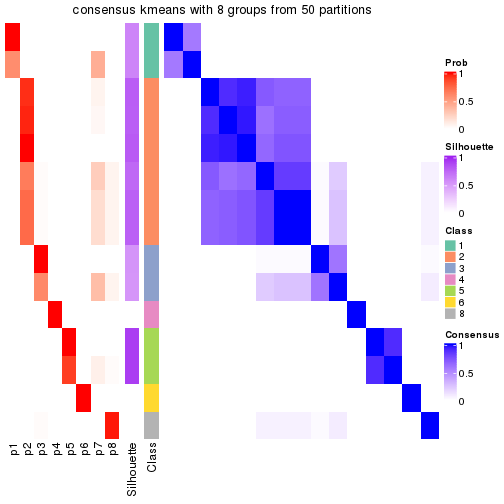 consensus kmeans with 8 groups from 50 partitions
Prob
1
0.5
0
Silhouette
1
0.5
0
Class
1
2
3
4
5
6
8
Consensus
1
0.5
0
p1
p2
p3
p4
p5
p6
p7
p8
Silhouette
Class